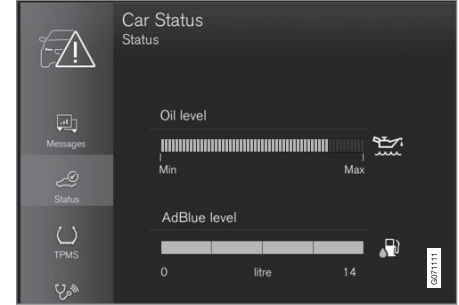 Car Status
Status
Messages
Status
TPMS
Oil level
Min Max
AdBlue level
0 litre 14
G071111